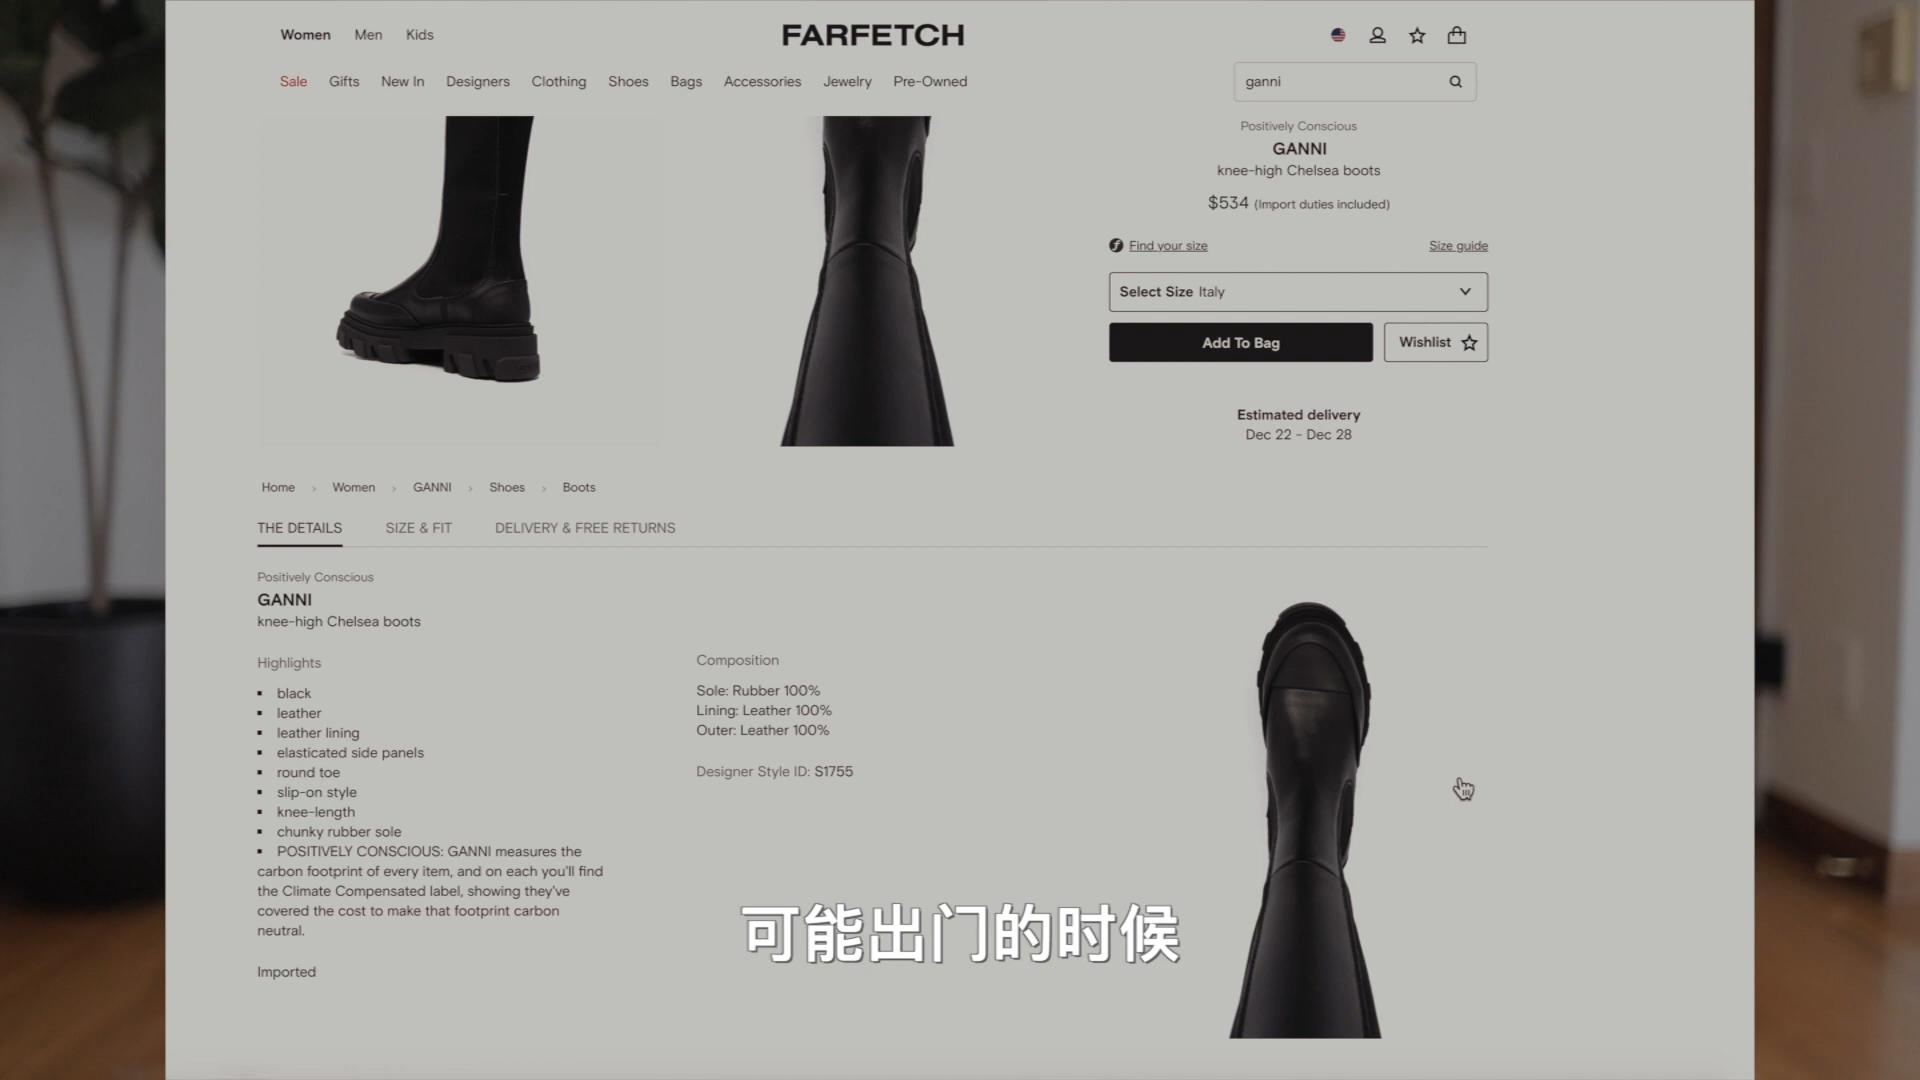 Women Men Kids
FARFETCH
Sale Gifts New In Designers Clothing Shoes Bags Accessories Jewelry Pre-Owned
ganni
Positively Conscious
GANNI
knee-high Chelsea boots
$534 (Import duties included)
Find your size
Size guide
Select Size Italy
Add To Bag
Wishlist
Estimated delivery
Dec 22 - Dec 28
Home › Women › GANNI › Shoes › Boots
THE DETAILS SIZE & FIT DELIVERY & FREE RETURNS
Positively Conscious
GANNI
knee-high Chelsea boots
Highlights
▪ black
▪ leather
▪ leather lining
▪ elasticated side panels
▪ round toe
▪ slip-on style
▪ knee-length
▪ chunky rubber sole
▪ POSITIVELY CONSCIOUS: GANNI measures the
carbon footprint of every item, and on each you'll find
the Climate Compensated label, showing they've
covered the cost to make that footprint carbon
neutral.
Imported
Composition
Sole: Rubber 100%
Lining: Leather 100%
Outer: Leather 100%
Designer Style ID: S1755
可能出门的时候